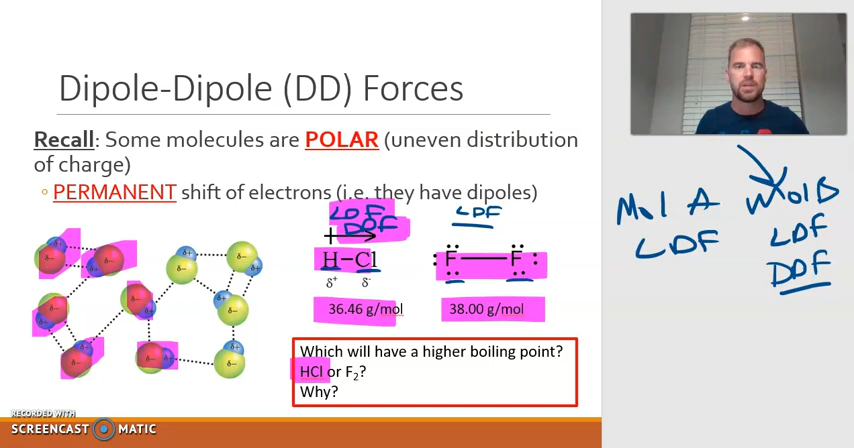 Dipole-Dipole (DD) Forces
Recall: Some molecules are POLAR (uneven distribution
of charge)
◦ PERMANENT shift of electrons (i.e. they have dipoles)
LDF
DDF
H–Cl
δ+ δ-
36.46 g/mol
LDF
:F—F:
38.00 g/mol
Which will have a higher boiling point?
HCl or F₂?
Why?
Mol A
LDF
Mol B
LDF
DDF
δ+
δ−
δ−
δ+
δ+
δ−
δ−
δ+
δ−
δ+
δ−
δ+
δ−
δ+
δ−
δ+
δ−
δ+
δ−
δ+
RECORDED WITH
SCREENCAST MATIC